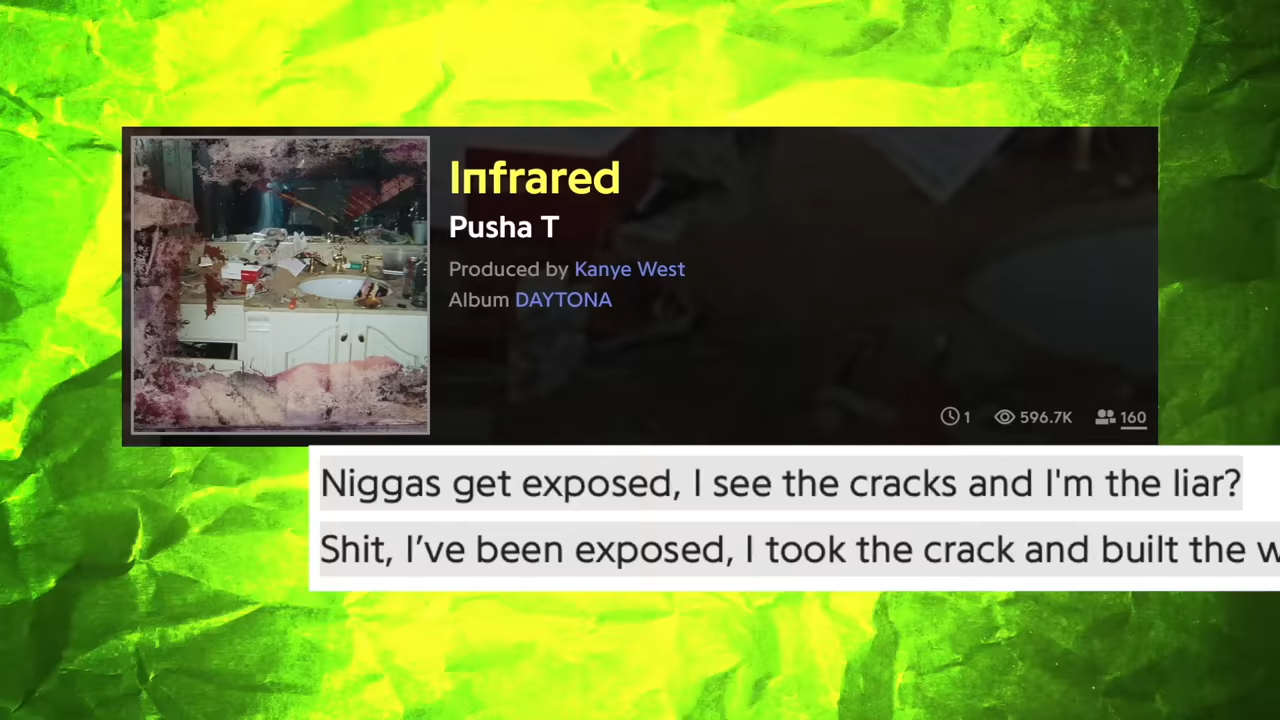 Infrared
Pusha T
Produced by Kanye West
Album DAYTONA
1 596.7K 160
Niggas get exposed, I see the cracks and I'm the liar?
Shit, I’ve been exposed, I took the crack and built the